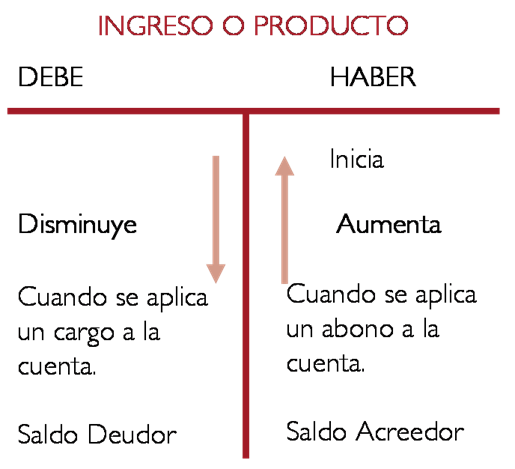 INGRESO O PRODUCTO
DEBE
HABER
Inicia
Disminuye
Aumenta
Cuando se aplica
un cargo a la
cuenta.
Cuando se aplica
un abono a la
cuenta.
Saldo Deudor
Saldo Acreedor